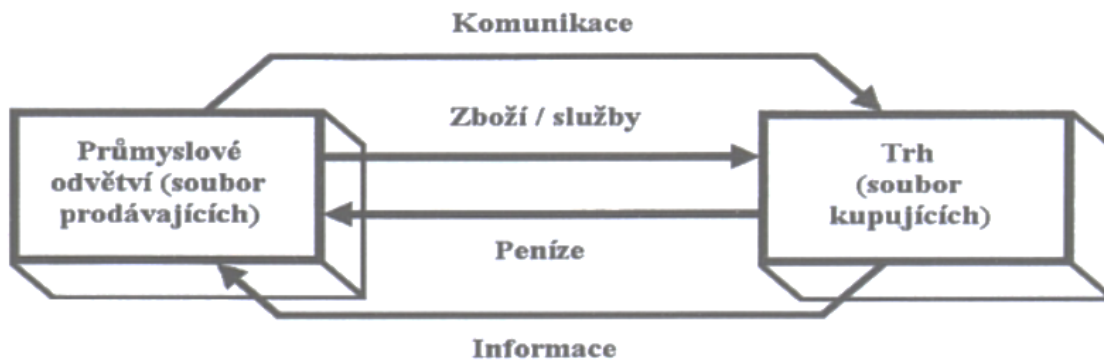 Komunikace
Zboží / služby
Průmyslové
odvětví (soubor
prodávajících)
Trh
(soubor
kupujících)
Peníze
Informace